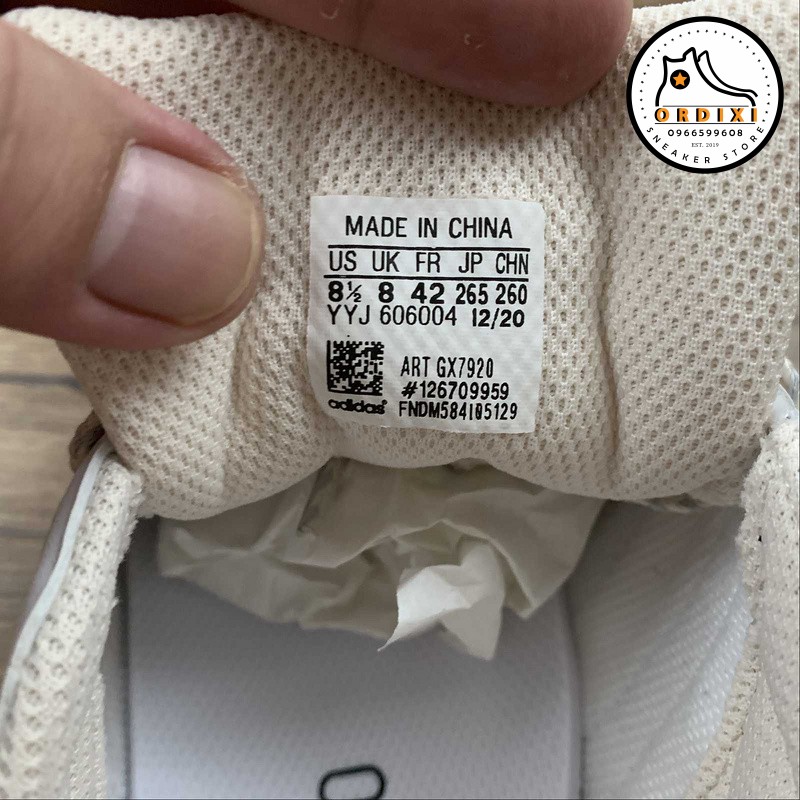 ORDIXI
0966599608
EST. 2019
SNEAKER STORE
MADE IN CHINA
US UK FR JP CHN
8½ 8 42 265 260
YYJ 606004 12/20
ART GX7920
#126709959
adidas® FNDM584105129